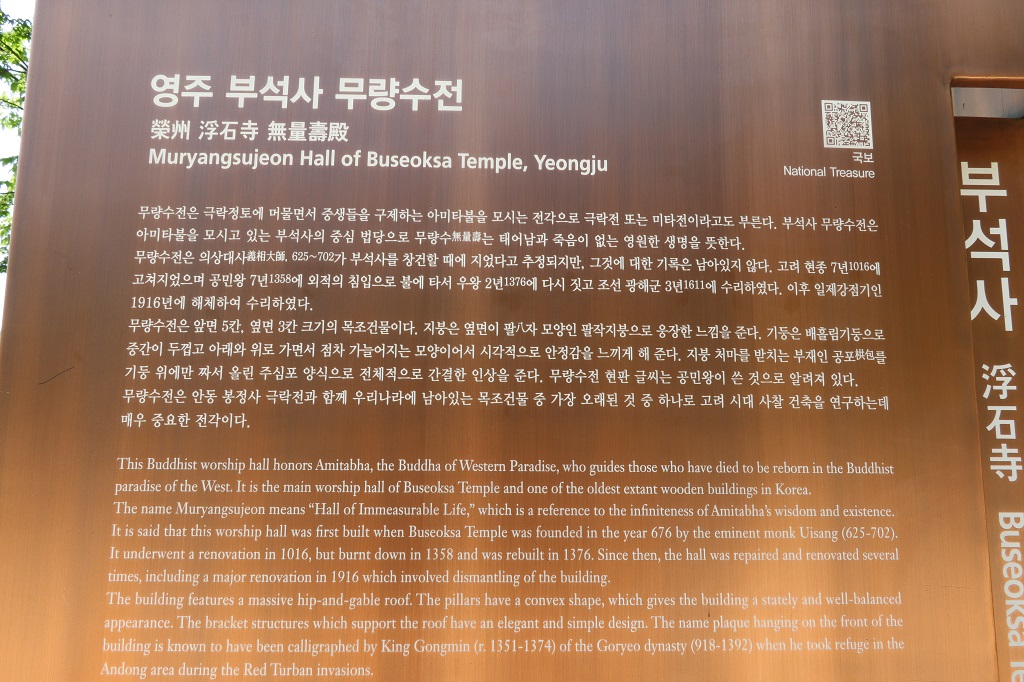 영주 부석사 무량수전
榮州 浮石寺 無量壽殿
Muryangsujeon Hall of Buseoksa Temple, Yeongju
국보
National Treasure
무량수전은 극락정토에 머물면서 중생들을 구제하는 아미타불을 모시는 전각으로 극락전 또는 미타전이라고도 부른다. 부석사 무량수전은
아미타불을 모시고 있는 부석사의 중심 법당으로 무량수無量壽는 태어남과 죽음이 없는 영원한 생명을 뜻한다.
무량수전은 의상대사義相大師, 625~702가 부석사를 창건할 때에 지었다고 추정되지만, 그것에 대한 기록은 남아있지 않다. 고려 현종 7년1016에
고쳐지었으며 공민왕 7년1358에 외적의 침입으로 불에 타서 우왕 2년1376에 다시 짓고 조선 광해군 3년1611에 수리하였다. 이후 일제강점기인
1916년에 해체하여 수리하였다.
무량수전은 앞면 5칸, 옆면 3칸 크기의 목조건물이다. 지붕은 옆면이 팔八자 모양인 팔작지붕으로 웅장한 느낌을 준다. 기둥은 배흘림기둥으로
중간이 두껍고 아래와 위로 가면서 점차 가늘어지는 모양이어서 시각적으로 안정감을 느끼게 해 준다. 지붕 처마를 받치는 부재인 공포栱包를
기둥 위에만 짜서 올린 주심포 양식으로 전체적으로 간결한 인상을 준다. 무량수전 현판 글씨는 공민왕이 쓴 것으로 알려져 있다.
무량수전은 안동 봉정사 극락전과 함께 우리나라에 남아있는 목조건물 중 가장 오래된 것 중 하나로 고려 시대 사찰 건축을 연구하는데
매우 중요한 전각이다.
This Buddhist worship hall honors Amitabha, the Buddha of Western Paradise, who guides those who have died to be reborn in the Buddhist
paradise of the West. It is the main worship hall of Buseoksa Temple and one of the oldest extant wooden buildings in Korea.
The name Muryangsujeon means “Hall of Immeasurable Life,” which is a reference to the infiniteness of Amitabha’s wisdom and existence.
It is said that this worship hall was first built when Buseoksa Temple was founded in the year 676 by the eminent monk Uisang (625-702).
It underwent a renovation in 1016, but burnt down in 1358 and was rebuilt in 1376. Since then, the hall was repaired and renovated several
times, including a major renovation in 1916 which involved dismantling of the building.
The building features a massive hip-and-gable roof. The pillars have a convex shape, which gives the building a stately and well-balanced
appearance. The bracket structures which support the roof have an elegant and simple design. The name plaque hanging on the front of the
building is known to have been calligraphed by King Gongmin (r. 1351-1374) of the Goryeo dynasty (918-1392) when he took refuge in the
Andong area during the Red Turban invasions.
부석사
浮石寺
Buseoksa Te